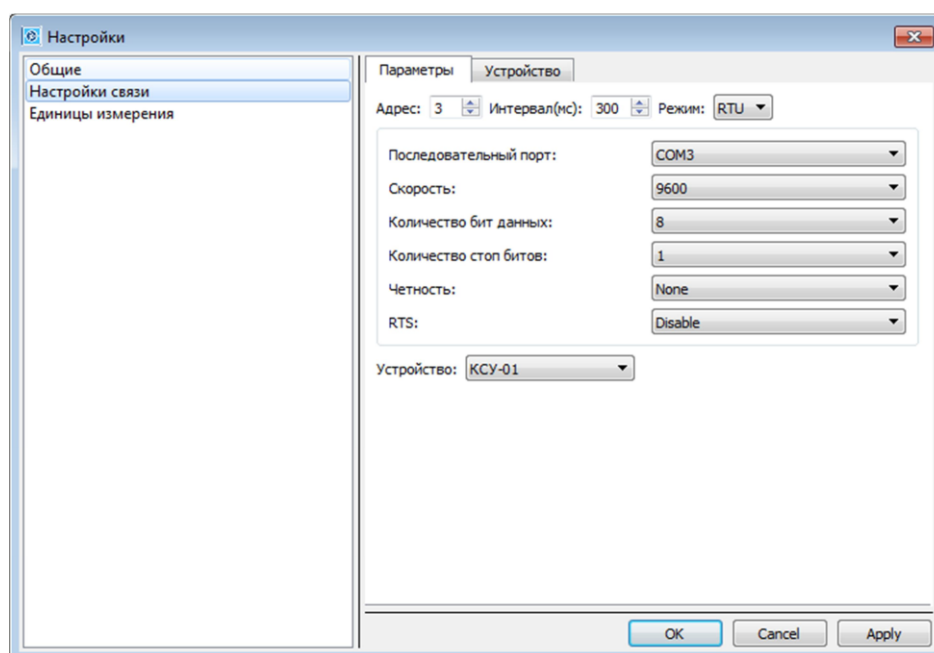 Настройки
Общие
Настройки связи
Единицы измерения
Параметры Устройство
Адрес: 3 Интервал(мс): 300 Режим: RTU
Последовательный порт: COM3
Скорость: 9600
Количество бит данных: 8
Количество стоп битов: 1
Четность: None
RTS: Disable
Устройство: КСУ-01
OK Cancel Apply